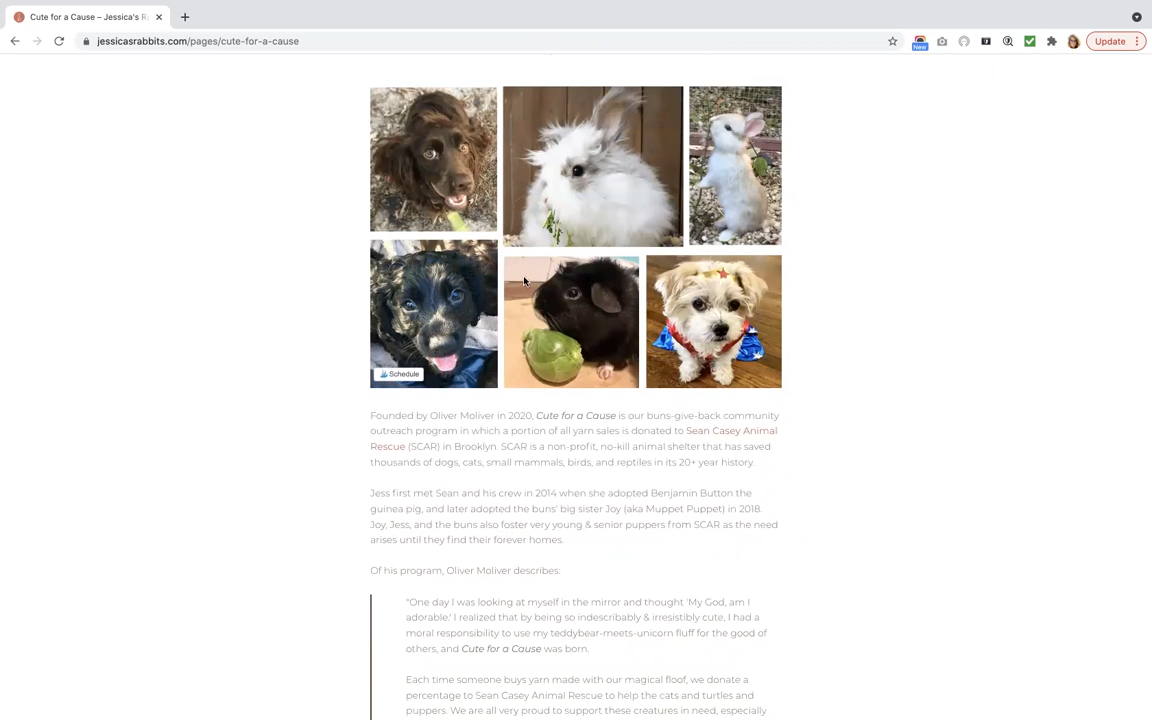 Cute for a Cause – Jessica's R
jessicasrabbits.com/pages/cute-for-a-cause
New
Update
Schedule
Founded by Oliver Moliver in 2020, Cute for a Cause is our buns-give-back community
outreach program in which a portion of all yarn sales is donated to Sean Casey Animal
Rescue (SCAR) in Brooklyn. SCAR is a non-profit, no-kill animal shelter that has saved
thousands of dogs, cats, small mammals, birds, and reptiles in its 20+ year history.
Jess first met Sean and his crew in 2014 when she adopted Benjamin Button the
guinea pig, and later adopted the buns' big sister Joy (aka Muppet Puppet) in 2018.
Joy, Jess, and the buns also foster very young & senior puppers from SCAR as the need
arises until they find their forever homes.
Of his program, Oliver Moliver describes:
"One day I was looking at myself in the mirror and thought 'My God, am I
adorable.' I realized that by being so indescribably & irresistibly cute, I had a
moral responsibility to use my teddybear-meets-unicorn fluff for the good of
others, and Cute for a Cause was born.
Each time someone buys yarn made with our magical floof, we donate a
percentage to Sean Casey Animal Rescue to help the cats and turtles and
puppers. We are all very proud to support these creatures in need, especially